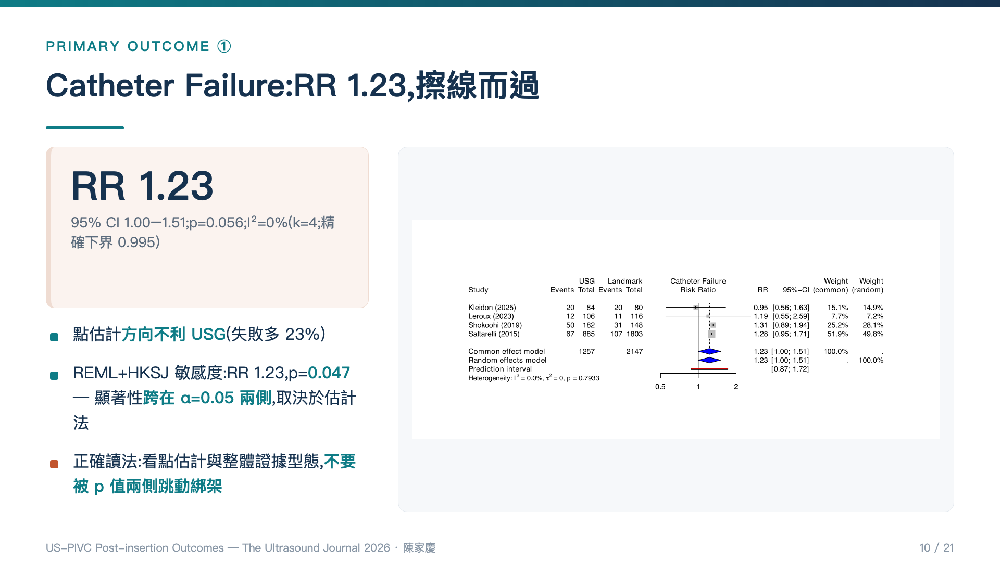 PRIMARY OUTCOME ①
Catheter Failure:RR 1.23,擦線而過
RR 1.23
95% CI 1.00–1.51;p=0.056;I²=0%(k=4;精
確下界 0.995)
點估計方向不利 USG(失敗多 23%)
REML+HKSJ 敏感度:RR 1.23,p=0.047
— 顯著性跨在 α=0.05 兩側,取決於估計
法
正確讀法:看點估計與整體證據型態,不要
被 p 值兩側跳動綁架
USG Landmark Catheter Failure Weight Weight
Study Events Total Events Total Risk Ratio RR 95%–CI (common) (random)
Kleidon (2025) 20 84 20 80 0.95 [0.56; 1.63] 15.1% 14.9%
Leroux (2023) 12 106 11 116 1.19 [0.55; 2.59] 7.7% 7.2%
Shokoohi (2019) 50 182 31 148 1.31 [0.89; 1.94] 25.2% 28.1%
Saltarelli (2015) 67 885 107 1803 1.28 [0.95; 1.71] 51.9% 49.8%
Common effect model 1257 2147 1.23 [1.00; 1.51] 100.0% .
Random effects model 1.23 [1.00; 1.51] . 100.0%
Prediction interval [0.87; 1.72]
Heterogeneity: I² = 0.0%, τ² = 0, p = 0.7933
0.5 1 2
US–PIVC Post–insertion Outcomes — The Ultrasound Journal 2026 · 陳家慶
10 / 21